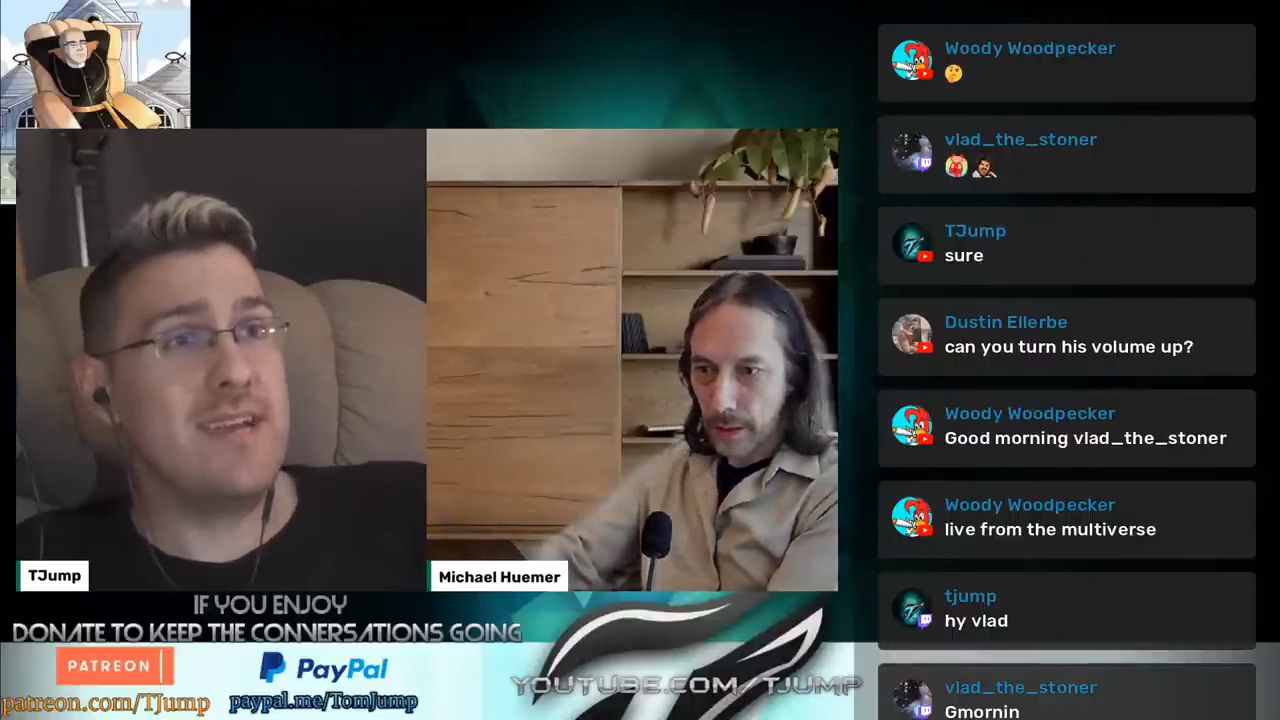 Woody Woodpecker
vlad_the_stoner
TJump
sure
Dustin Ellerbe
can you turn his volume up?
Woody Woodpecker
Good morning vlad_the_stoner
Woody Woodpecker
live from the multiverse
tjump
hy vlad
vlad_the_stoner
Gmornin
TJump
Michael Huemer
IF YOU ENJOY
DONATE TO KEEP THE CONVERSATIONS GOING
PATREON
PayPal
patreon.com/TJump
paypal.me/TomJump
YOUTUBE.COM/TJUMP